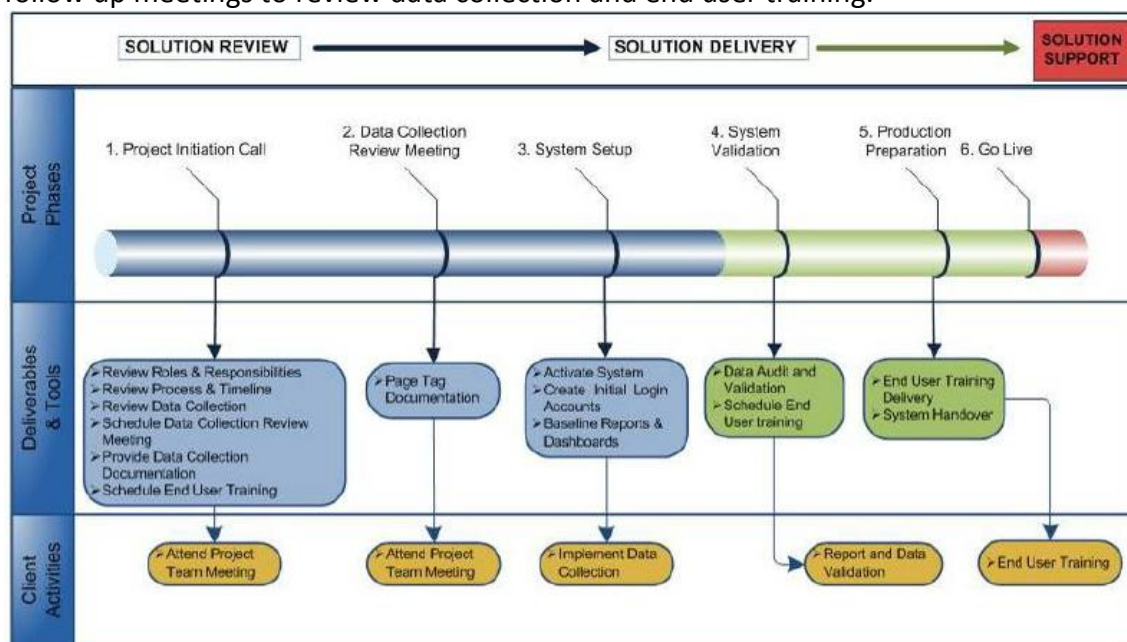 follow up meetings to review data collection and end user training.
SOLUTION REVIEW
SOLUTION DELIVERY
SOLUTION
SUPPORT
Project
Phases
1. Project Initiation Call
2. Data Collection
Review Meeting
3. System Setup
4. System
Validation
5. Production
Preparation
6. Go Live
Deliverables
& Tools
➢Review Roles & Responsibilities
➢Review Process & Timeline
➢Review Data Collection
➢Schedule Data Collection Review
Meeting
➢Provide Data Collection
Documentation
➢Schedule End User Training
➢Page Tag
Documentation
➢Activate System
➢Create Initial Login
Accounts
➢Baseline Reports &
Dashboards
➢Data Audit and
Validation
➢Schedule End
User training
➢End User Training
Delivery
➢System Handover
Client
Activities
➢Attend Project
Team Meeting
➢Attend Project
Team Meeting
➢Implement Data
Collection
➢Report and Data
Validation
➢End User Training